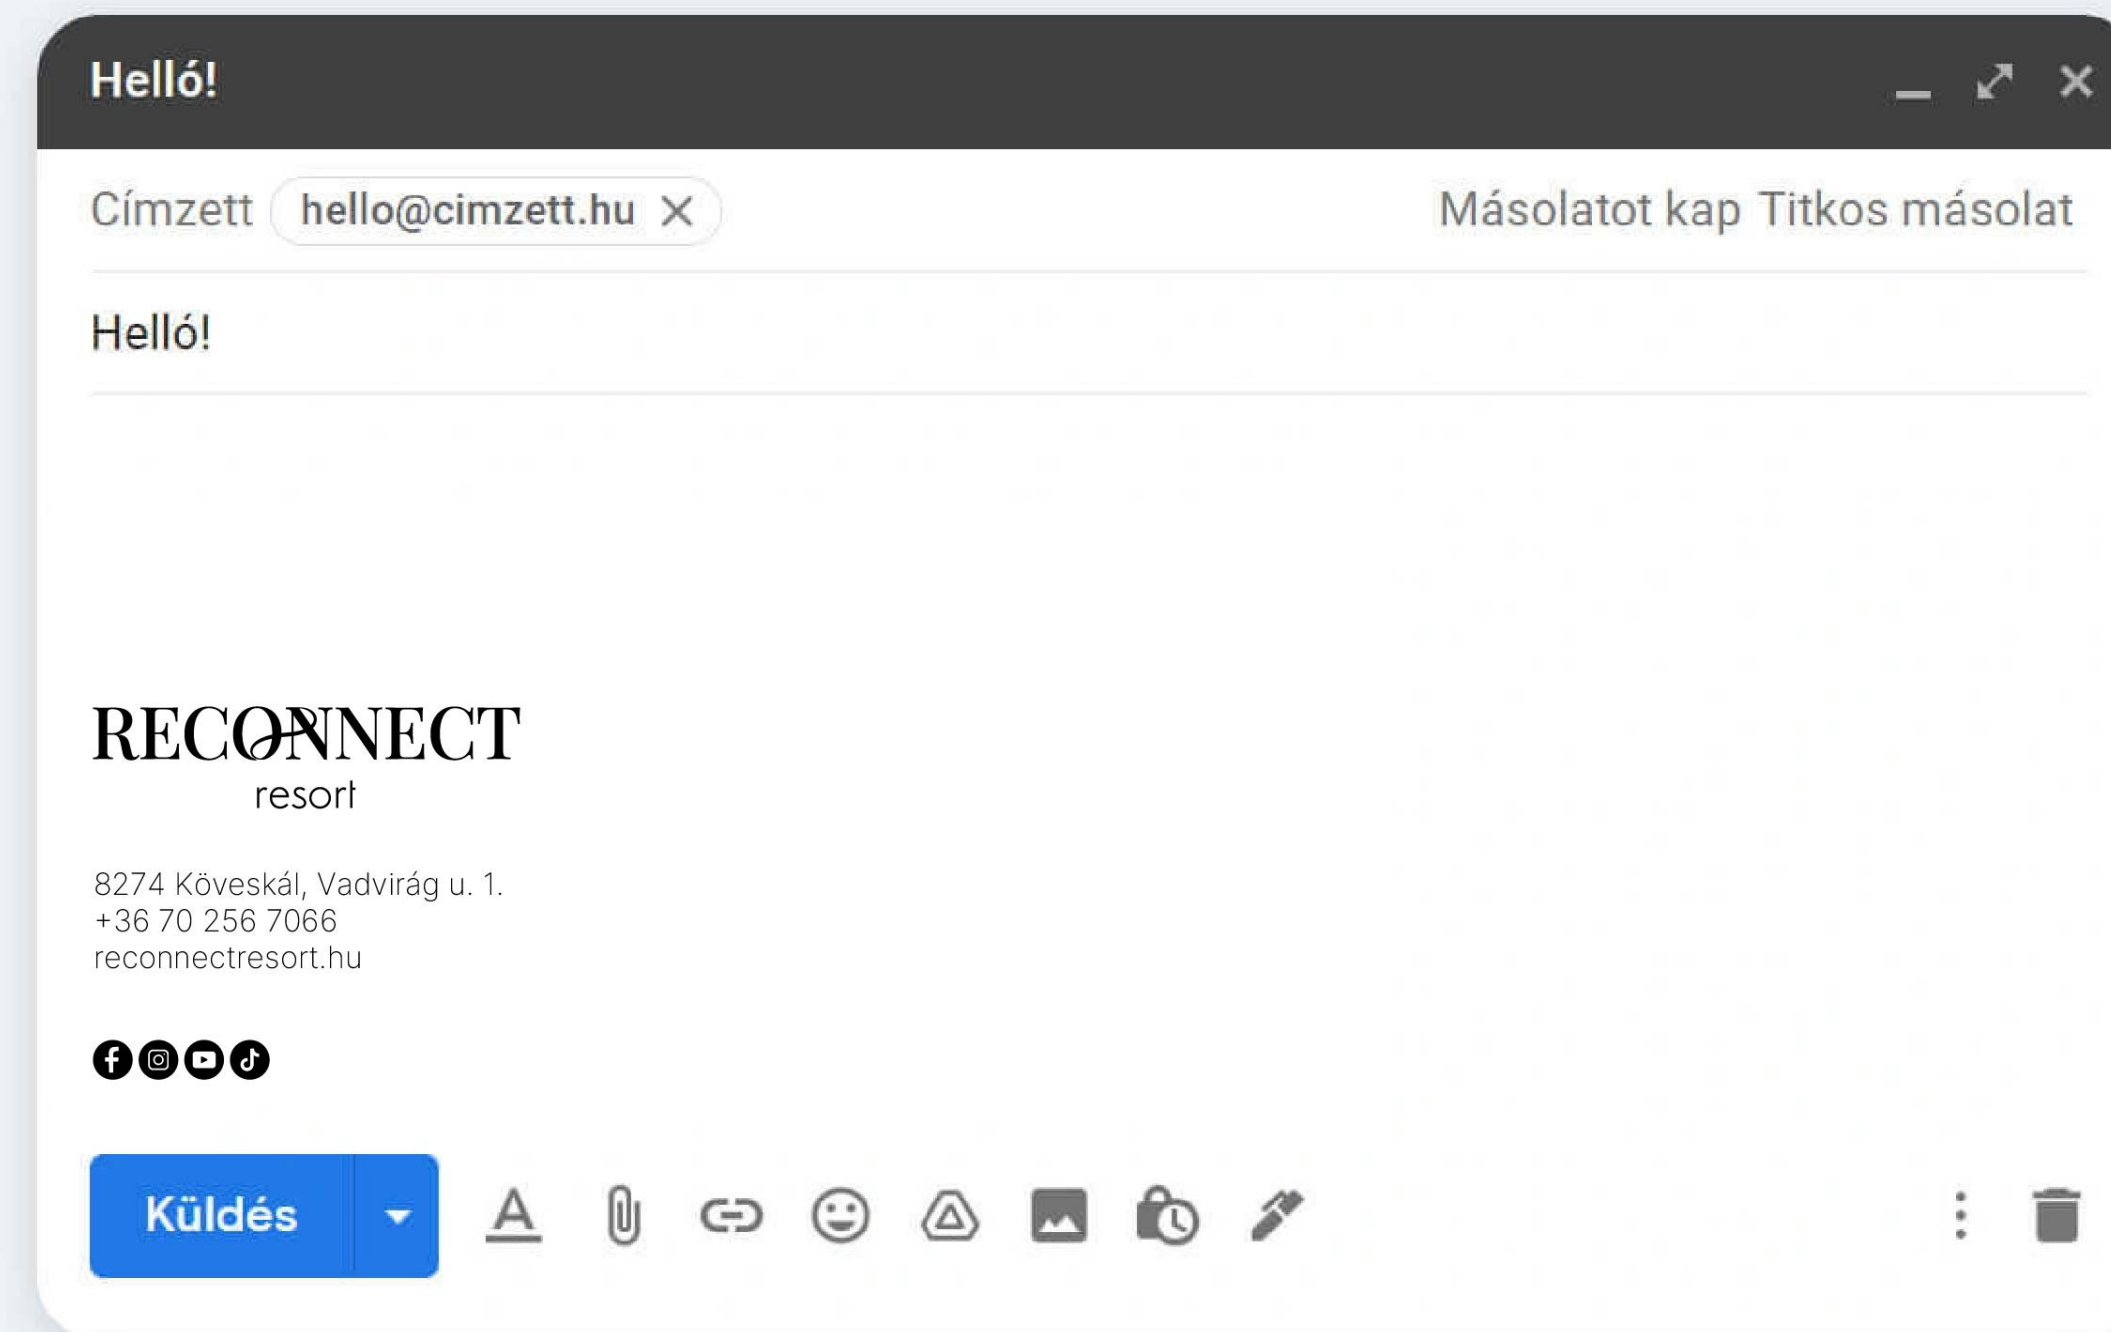 Helló!
Címzett hello@cimzett.hu Másolatot kap Titkos másolat
Helló!
RECONNECT
resort
8274 Köveskál, Vadvirág u. 1.
+36 70 256 7066
reconnectresort.hu
Küldés